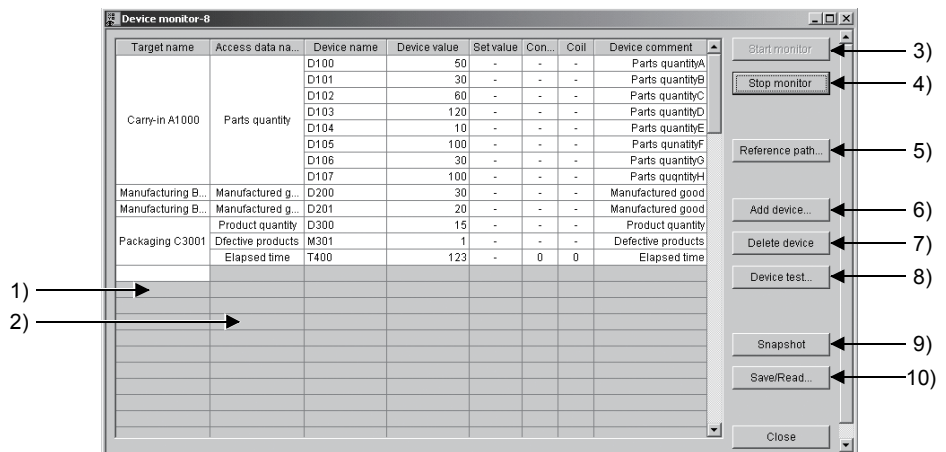 Device monitor-8
Target name Access data na... Device name Device value Set value Con... Coil Device comment
Carry-in A1000 Parts quantity D100 50 - - - Parts quantityA
D101 30 - - - Parts quantityB
D102 60 - - - Parts quantityC
D103 120 - - - Parts quantityD
D104 10 - - - Parts quantityE
D105 100 - - - Parts qunatityF
D106 30 - - - Parts quantityG
D107 100 - - - Parts quqntityH
Manufacturing B... Manufactured g... D200 30 - - - Manufactured good
Manufacturing B... Manufactured g... D201 20 - - - Manufactured good
Packaging C3001 Product quantity D300 15 - - - Product quantity
Dfective products M301 1 - - - Defective products
Elapsed time T400 123 - 0 0 Elapsed time
1)
2)
Start monitor 3)
Stop monitor 4)
Reference path... 5)
Add device... 6)
Delete device 7)
Device test... 8)
Snapshot 9)
Save/Read... 10)
Close